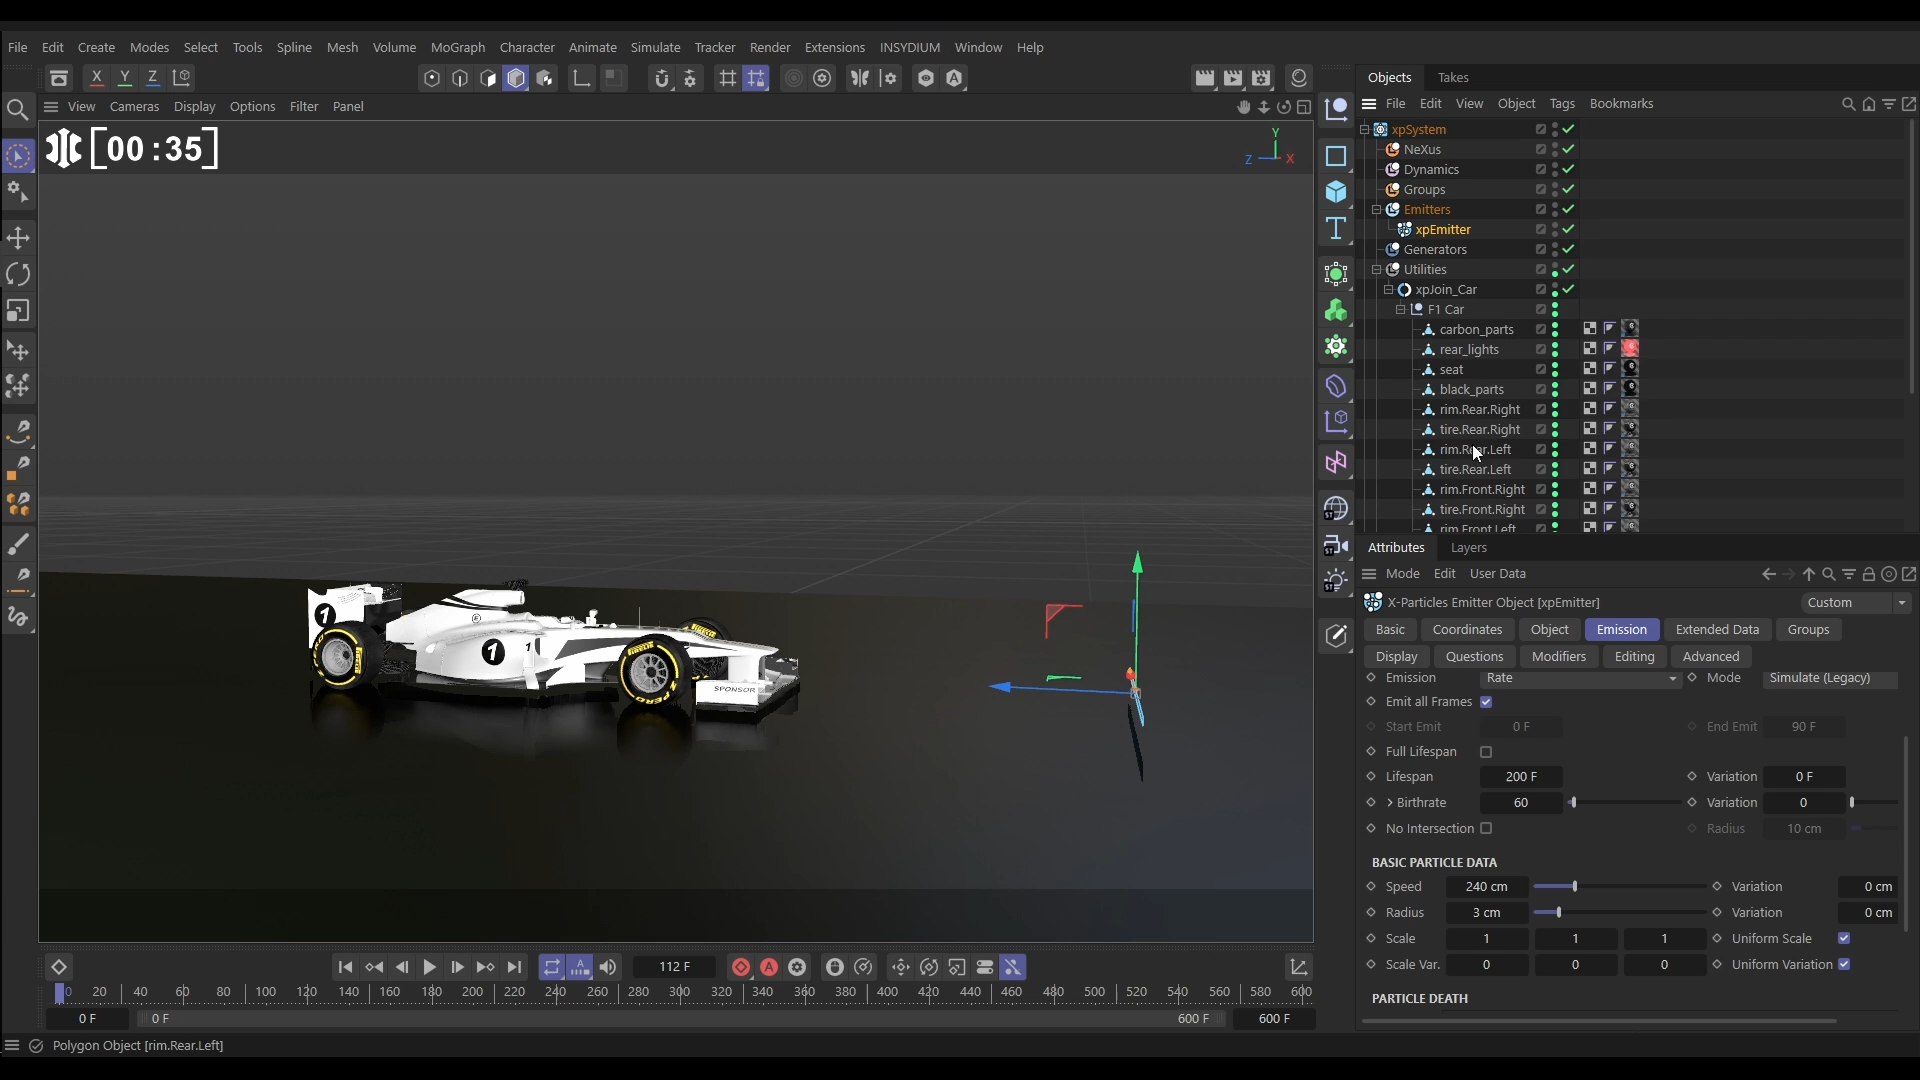 File Edit Create Modes Select Tools Spline Mesh Volume MoGraph Character Animate Simulate Tracker Render Extensions INSYDIUM Window Help
X Y Z
View Cameras Display Options Filter Panel
[00:35]
Y
Z X
1
1 1
SPONSOR
112 F
0 20 40 60 80 100 120 140 160 180 200 220 240 260 280 300 320 340 360 380 400 420 440 460 480 500 520 540 560 580 600
0 F 0 F 600 F 600 F
Polygon Object [rim.Rear.Left]
Objects Takes
File Edit View Object Tags Bookmarks
xpSystem
NeXus
Dynamics
Groups
Emitters
xpEmitter
Generators
Utilities
xpJoin_Car
F1 Car
carbon_parts
rear_lights
seat
black_parts
rim.Rear.Right
tire.Rear.Right
rim.Rear.Left
tire.Rear.Left
rim.Front.Right
tire.Front.Right
rim.Front.Left
Attributes Layers
Mode Edit User Data
X-Particles Emitter Object [xpEmitter] Custom
Basic Coordinates Object Emission Extended Data Groups
Display Questions Modifiers Editing Advanced
Emission Rate Mode Simulate (Legacy)
Emit all Frames
Start Emit 0 F End Emit 90 F
Full Lifespan
Lifespan 200 F Variation 0 F
Birthrate 60 Variation 0
No Intersection Radius 10 cm
BASIC PARTICLE DATA
Speed 240 cm Variation 0 cm
Radius 3 cm Variation 0 cm
Scale 1 1 1 Uniform Scale
Scale Var. 0 0 0 Uniform Variation
PARTICLE DEATH